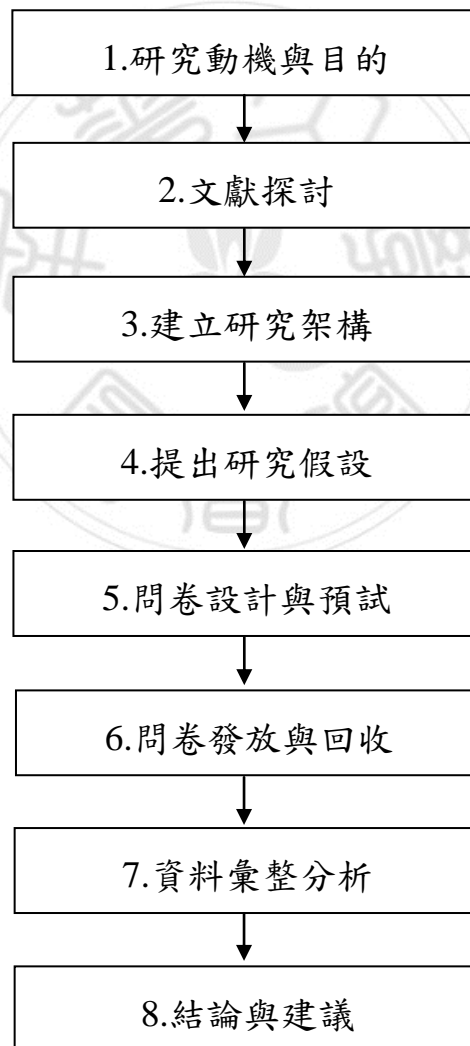 1.研究動機與目的
2.文獻探討
3.建立研究架構
4.提出研究假設
5.問卷設計與預試
6.問卷發放與回收
7.資料彙整分析
8.結論與建議